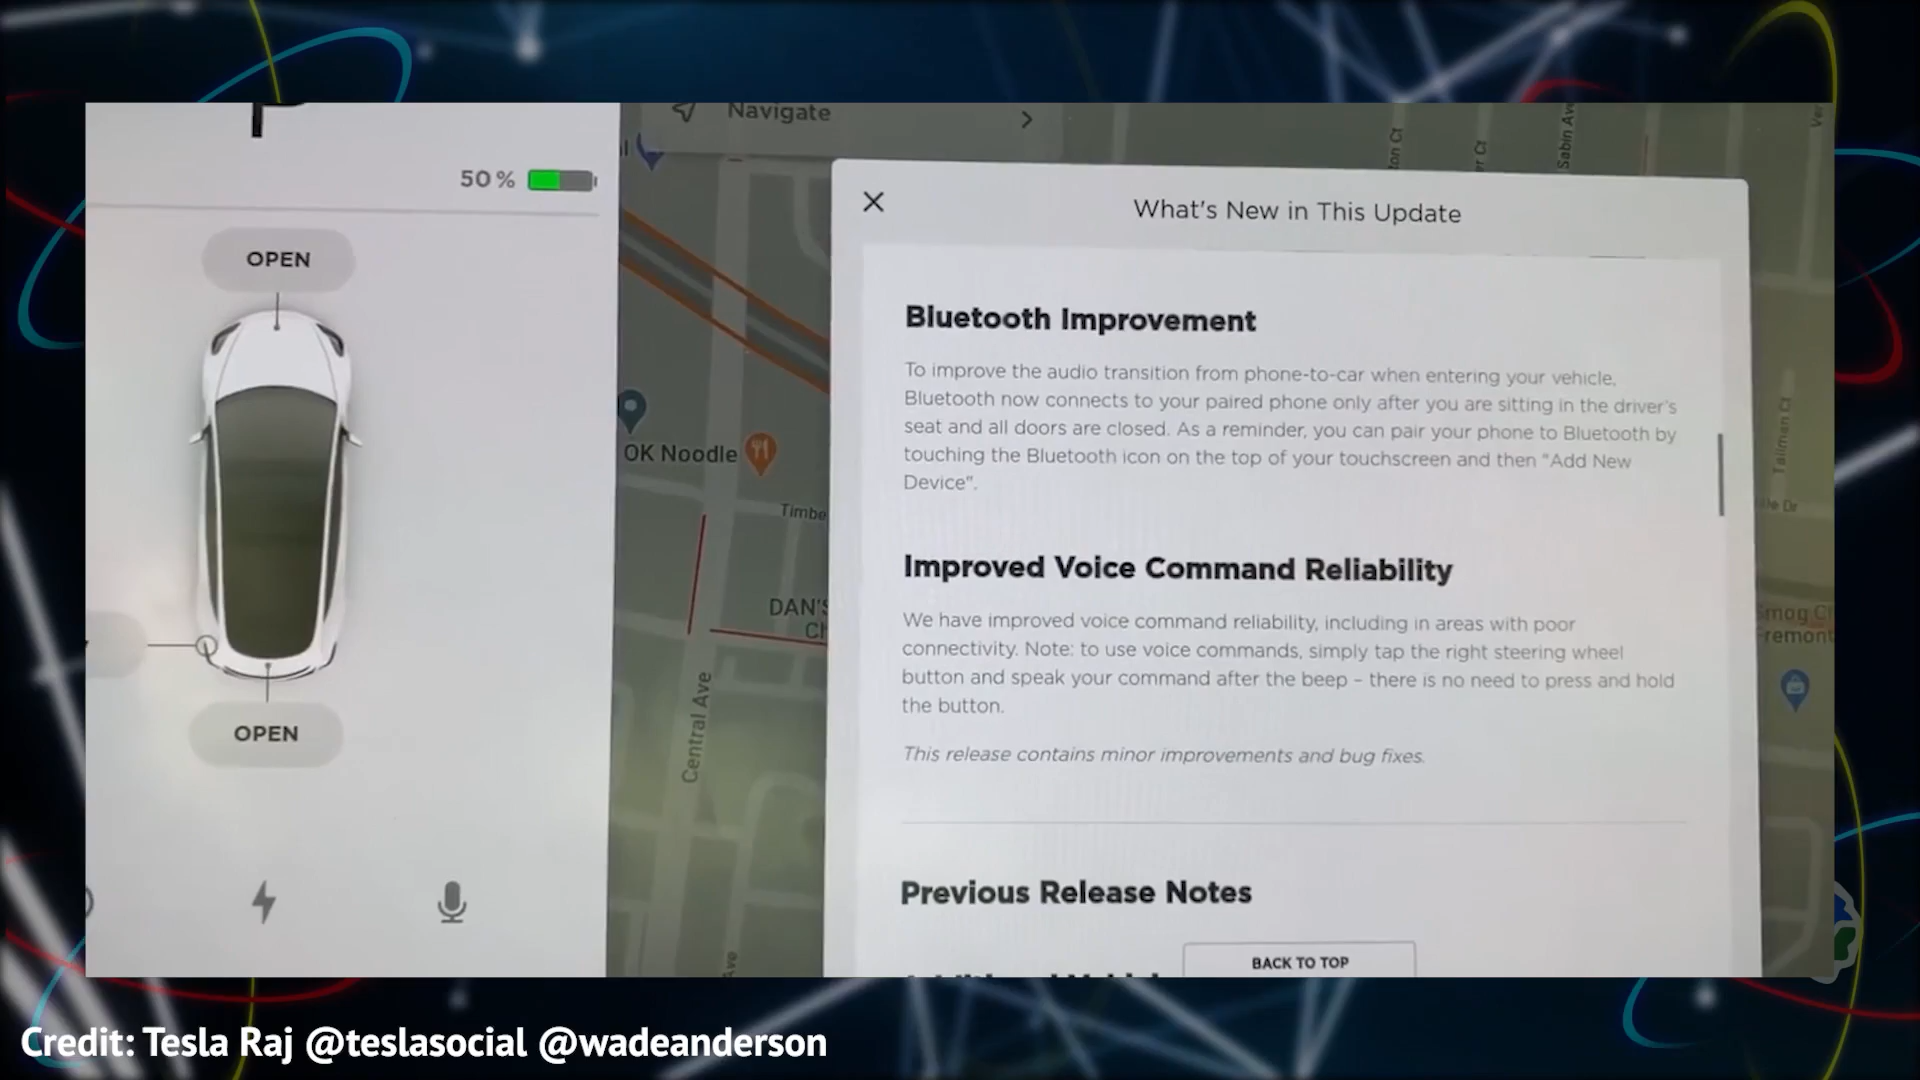 P
50 %
OPEN
OPEN
Navigate
OK Noodle
DAN'S
Central Ave
Ave
Sabin Ave
Tallman Ct
What's New in This Update
Bluetooth Improvement
To improve the audio transition from phone-to-car when entering your vehicle,
Bluetooth now connects to your paired phone only after you are sitting in the driver's
seat and all doors are closed. As a reminder, you can pair your phone to Bluetooth by
touching the Bluetooth icon on the top of your touchscreen and then "Add New
Device".
Improved Voice Command Reliability
We have improved voice command reliability, including in areas with poor
connectivity. Note: to use voice commands, simply tap the right steering wheel
button and speak your command after the beep – there is no need to press and hold
the button.
This release contains minor improvements and bug fixes.
Previous Release Notes
BACK TO TOP
Credit: Tesla Raj @teslasocial @wadeanderson